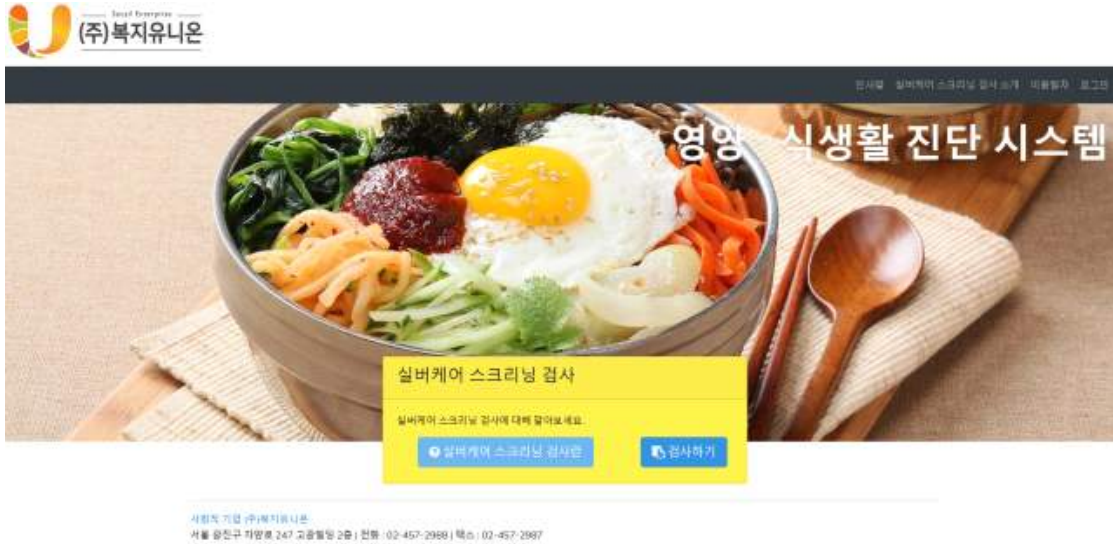 Social Enterprise
(주)복지유니온
인사말 실버케어 스크리닝 검사 소개 이용절차 로그인
영양 식생활 진단 시스템
실버케어 스크리닝 검사
실버케어 스크리닝 검사에 대해 알아보세요.
실버케어 스크리닝 검사란 검사하기
사회적 기업 (주)복지유니온
서울 광진구 자양로 247 고광빌딩 2층 | 전화 : 02-457-2988 | 팩스 : 02-457-2987